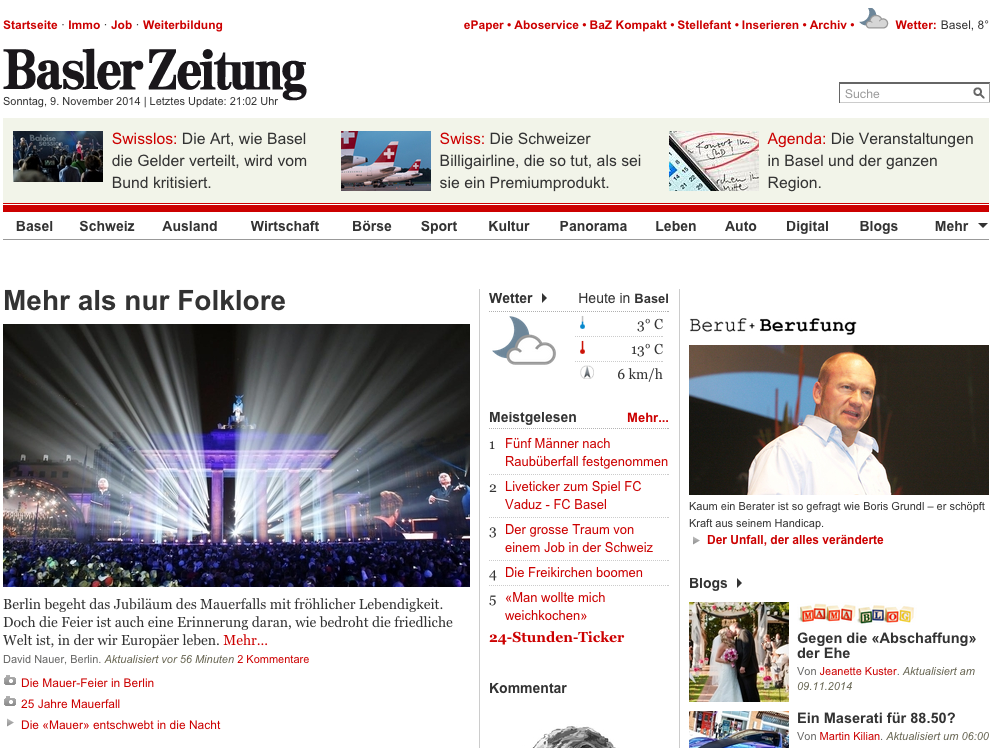 Startseite · Immo · Job · Weiterbildung
ePaper • Aboservice • BaZ Kompakt • Stellefant • Inserieren • Archiv • Wetter: Basel, 8°
Basler Zeitung
Sonntag, 9. November 2014 | Letztes Update: 21:02 Uhr
Suche
Swisslos: Die Art, wie Basel
die Gelder verteilt, wird vom
Bund kritisiert.
Swiss: Die Schweizer
Billigairline, die so tut, als sei
sie ein Premiumprodukt.
Agenda: Die Veranstaltungen
in Basel und der ganzen
Region.
Basel Schweiz Ausland Wirtschaft Börse Sport Kultur Panorama Leben Auto Digital Blogs Mehr
Mehr als nur Folklore
Berlin begeht das Jubiläum des Mauerfalls mit fröhlicher Lebendigkeit.
Doch die Feier ist auch eine Erinnerung daran, wie bedroht die friedliche
Welt ist, in der wir Europäer leben. Mehr...
David Nauer, Berlin. Aktualisiert vor 56 Minuten 2 Kommentare
Die Mauer-Feier in Berlin
25 Jahre Mauerfall
Die «Mauer» entschwebt in die Nacht
Wetter Heute in Basel
3° C
13° C
6 km/h
Meistgelesen Mehr...
1 Fünf Männer nach
Raubüberfall festgenommen
2 Liveticker zum Spiel FC
Vaduz - FC Basel
3 Der grosse Traum von
einem Job in der Schweiz
4 Die Freikirchen boomen
5 «Man wollte mich
weichkochen»
24-Stunden-Ticker
Kommentar
Beruf+Berufung
Kaum ein Berater ist so gefragt wie Boris Grundl – er schöpft
Kraft aus seinem Handicap.
Der Unfall, der alles veränderte
Blogs
MAMA BLOG
Gegen die «Abschaffung»
der Ehe
Von Jeanette Kuster. Aktualisiert am
09.11.2014
Ein Maserati für 88.50?
Von Martin Kilian. Aktualisiert um 06:00